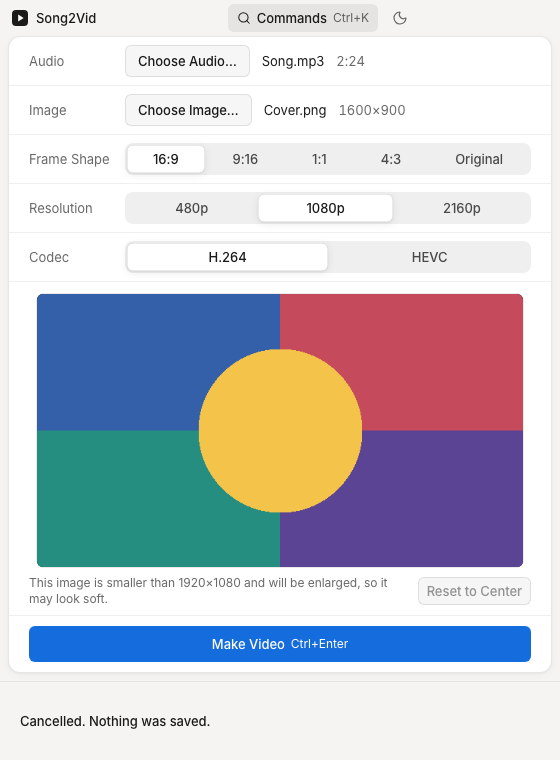 Song2Vid
Commands Ctrl+K
Audio Choose Audio... Song.mp3 2:24
Image Choose Image... Cover.png 1600×900
Frame Shape 16:9 9:16 1:1 4:3 Original
Resolution 480p 1080p 2160p
Codec H.264 HEVC
This image is smaller than 1920×1080 and will be enlarged, so it
may look soft.
Reset to Center
Make Video Ctrl+Enter
Cancelled. Nothing was saved.